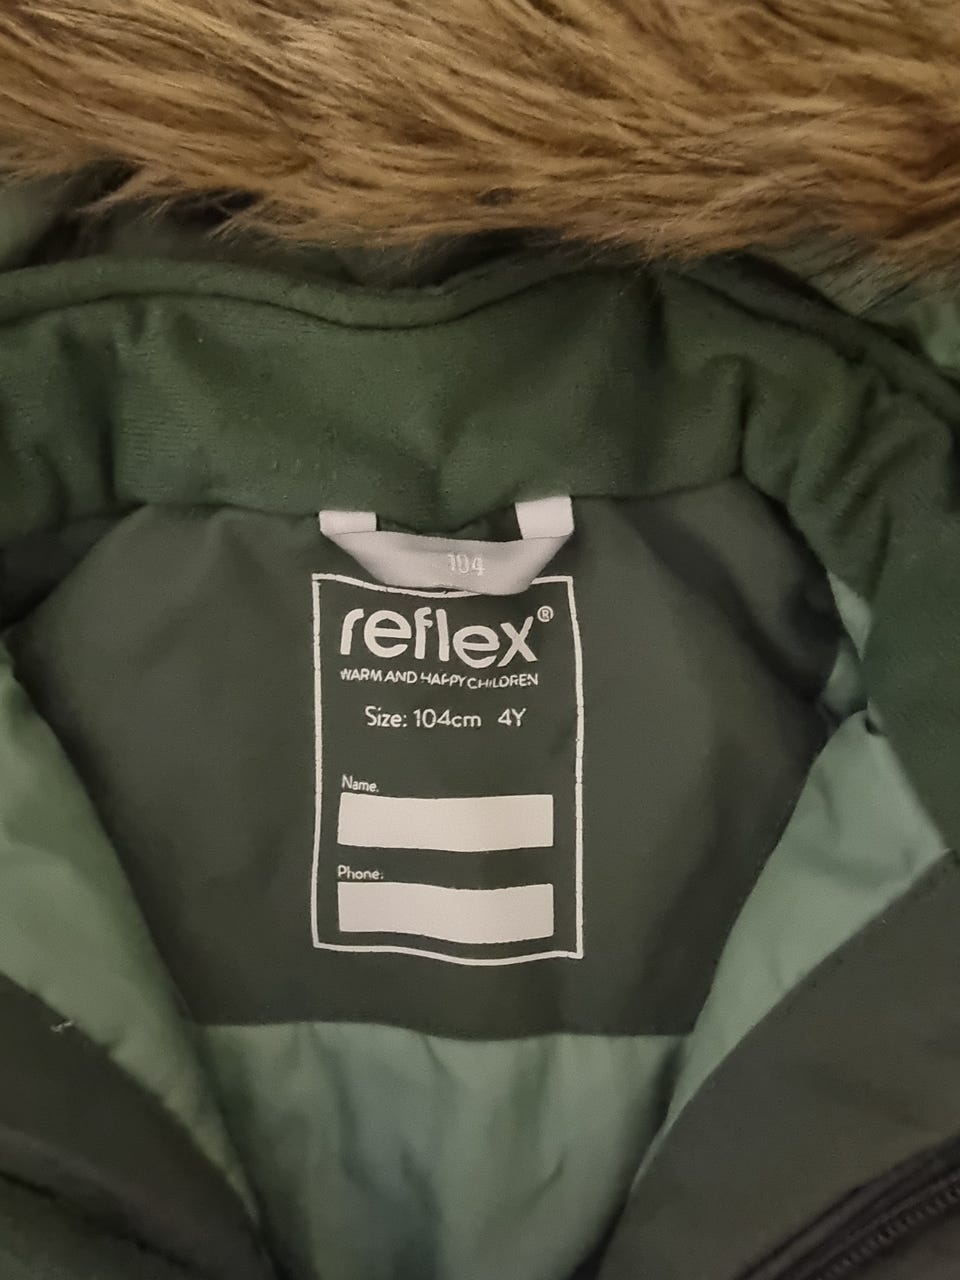 104
reflex®
WARM AND HAPPY CHILDREN
Size: 104cm 4Y
Name:
Phone: